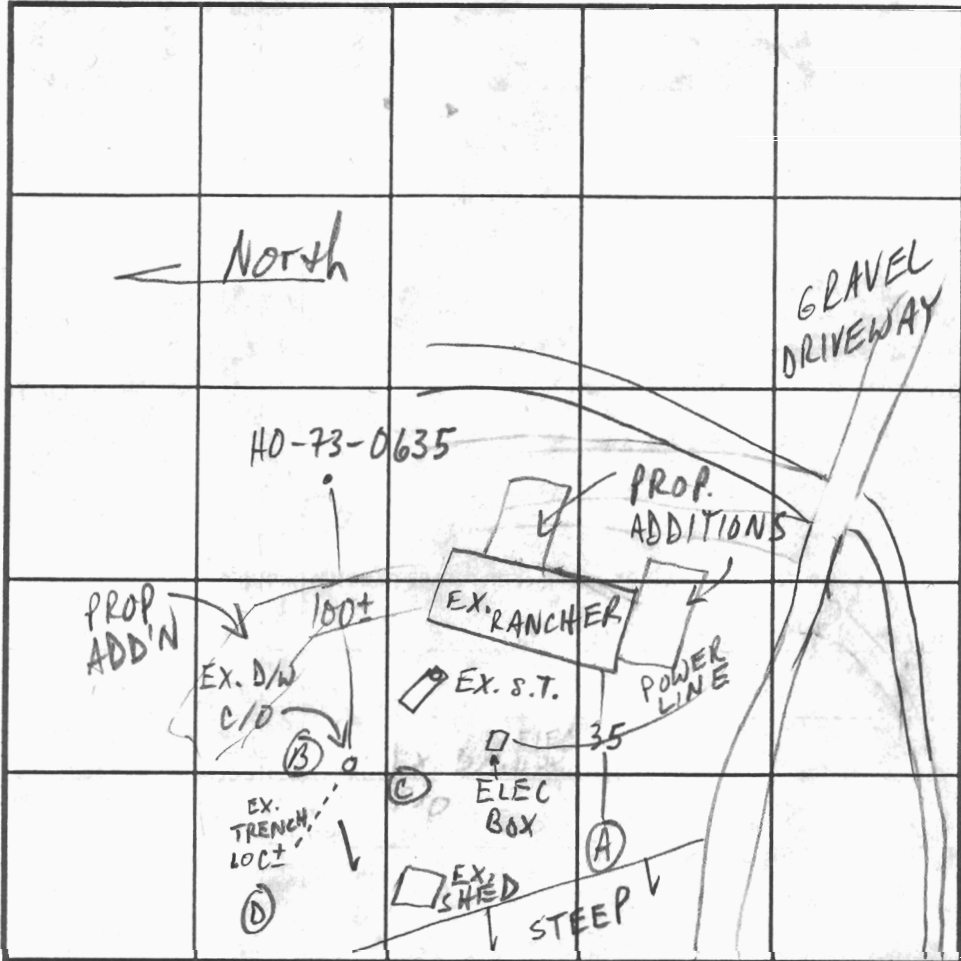 North
GRAVEL
DRIVEWAY
HO-73-0635
PROP.
ADDITIONS
PROP.
ADD'N
100±
EX. RANCHER
EX. D/W
C/O
EX. S.T.
POWER
LINE
35
B
C
ELEC
BOX
EX.
TRENCH
LOC±
A
D
EX.
SHED
STEEP